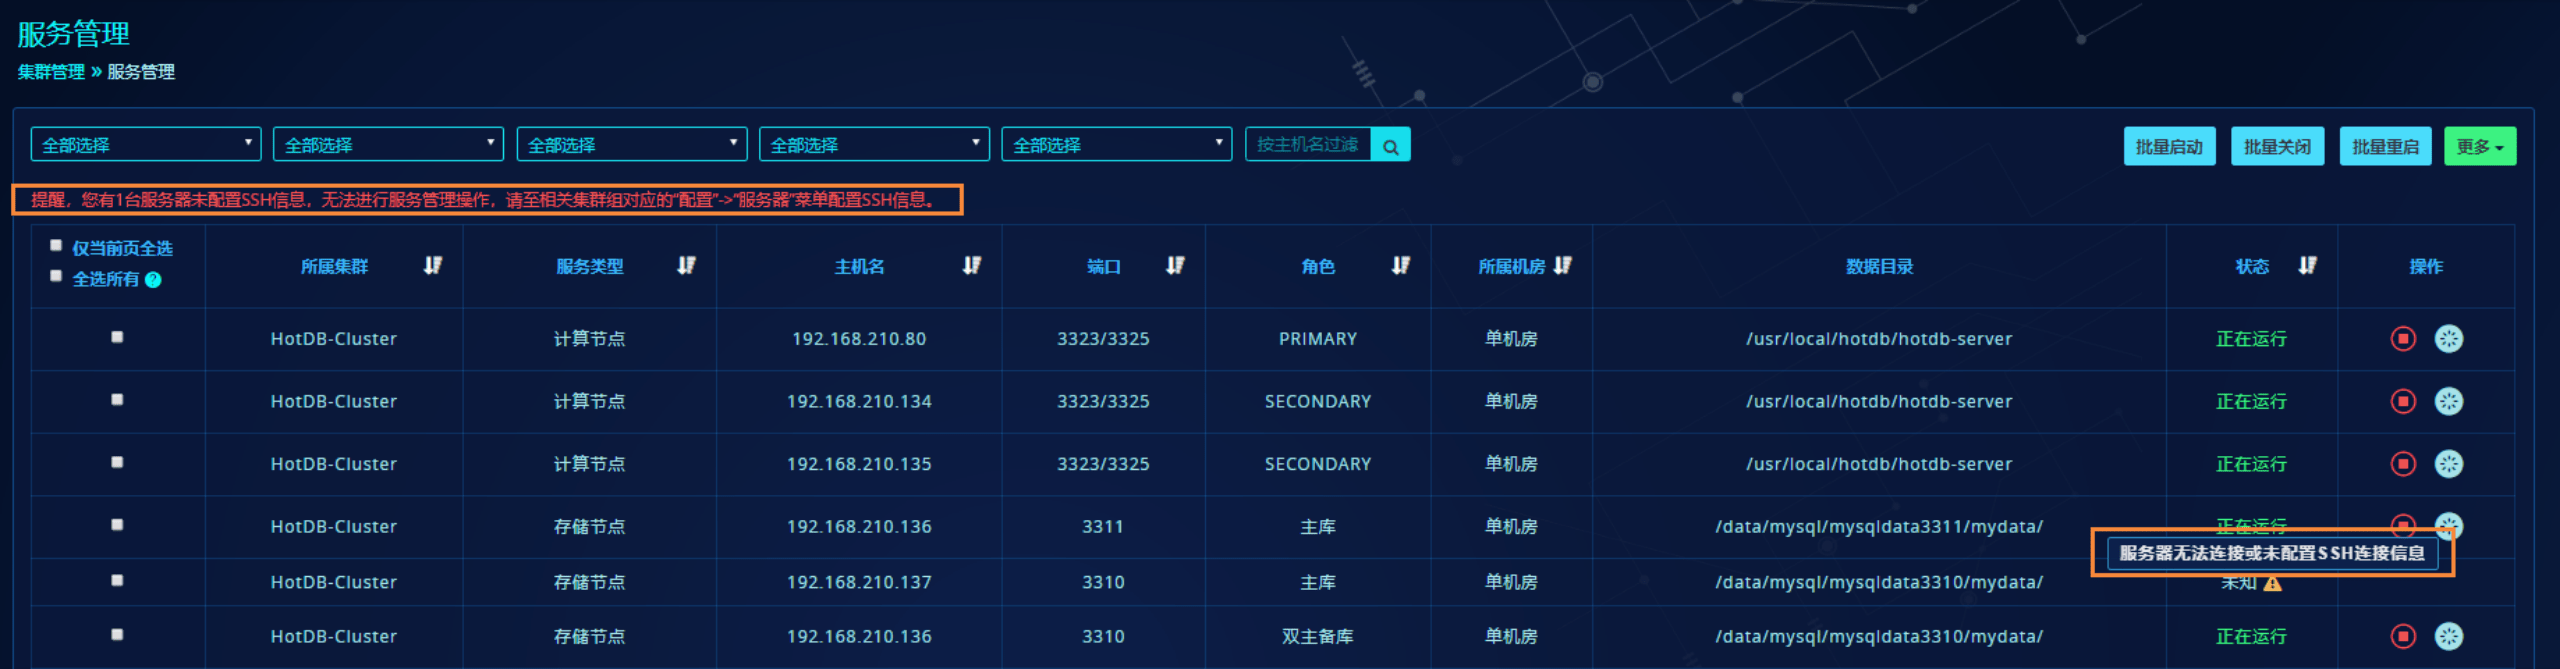 服务管理
集群管理 » 服务管理
全部选择 全部选择 全部选择 全部选择 全部选择 按主机名过滤 批量启动 批量关闭 批量重启 更多
提醒，您有1台服务器未配置SSH信息，无法进行服务管理操作，请至相关集群组对应的"配置"->"服务器"菜单配置SSH信息。
仅当前页全选
全选所有 ?
所属集群 服务类型 主机名 端口 角色 所属机房 数据目录 状态 操作
HotDB-Cluster 计算节点 192.168.210.80 3323/3325 PRIMARY 单机房 /usr/local/hotdb/hotdb-server 正在运行
HotDB-Cluster 计算节点 192.168.210.134 3323/3325 SECONDARY 单机房 /usr/local/hotdb/hotdb-server 正在运行
HotDB-Cluster 计算节点 192.168.210.135 3323/3325 SECONDARY 单机房 /usr/local/hotdb/hotdb-server 正在运行
HotDB-Cluster 存储节点 192.168.210.136 3311 主库 单机房 /data/mysql/mysqldata3311/mydata/ 正在运行
服务器无法连接或未配置SSH连接信息
HotDB-Cluster 存储节点 192.168.210.137 3310 主库 单机房 /data/mysql/mysqldata3310/mydata/ 未知
HotDB-Cluster 存储节点 192.168.210.136 3310 双主备库 单机房 /data/mysql/mysqldata3310/mydata/ 正在运行